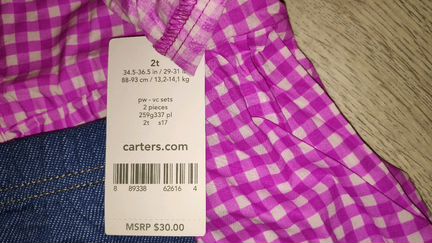 2t
34.5-36.5 in / 29-31 lb
88-93 cm / 13,2-14,1 kg
pw - vc sets
2 pieces
259g337 pl
2t s17
carters.com
8 89338 62616 4
MSRP $30.00